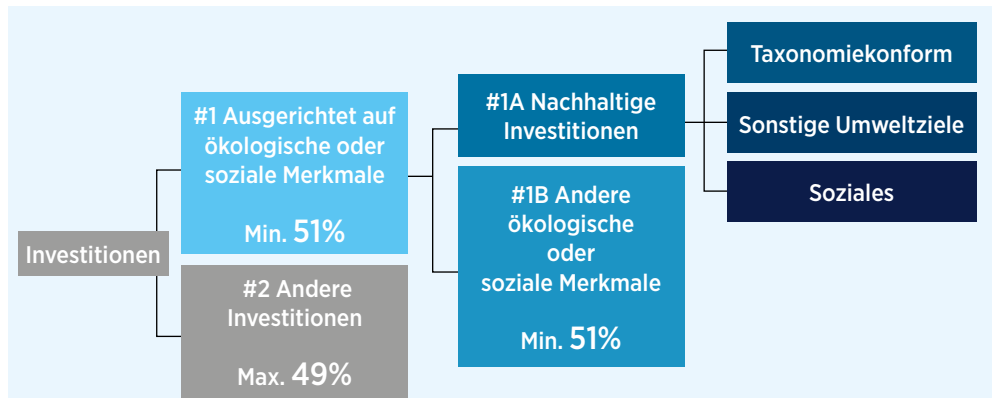 Investitionen
#1 Ausgerichtet auf
ökologische oder
soziale Merkmale
Min. 51%
#2 Andere
Investitionen
Max. 49%
#1A Nachhaltige
Investitionen
#1B Andere
ökologische
oder
soziale Merkmale
Min. 51%
Taxonomiekonform
Sonstige Umweltziele
Soziales